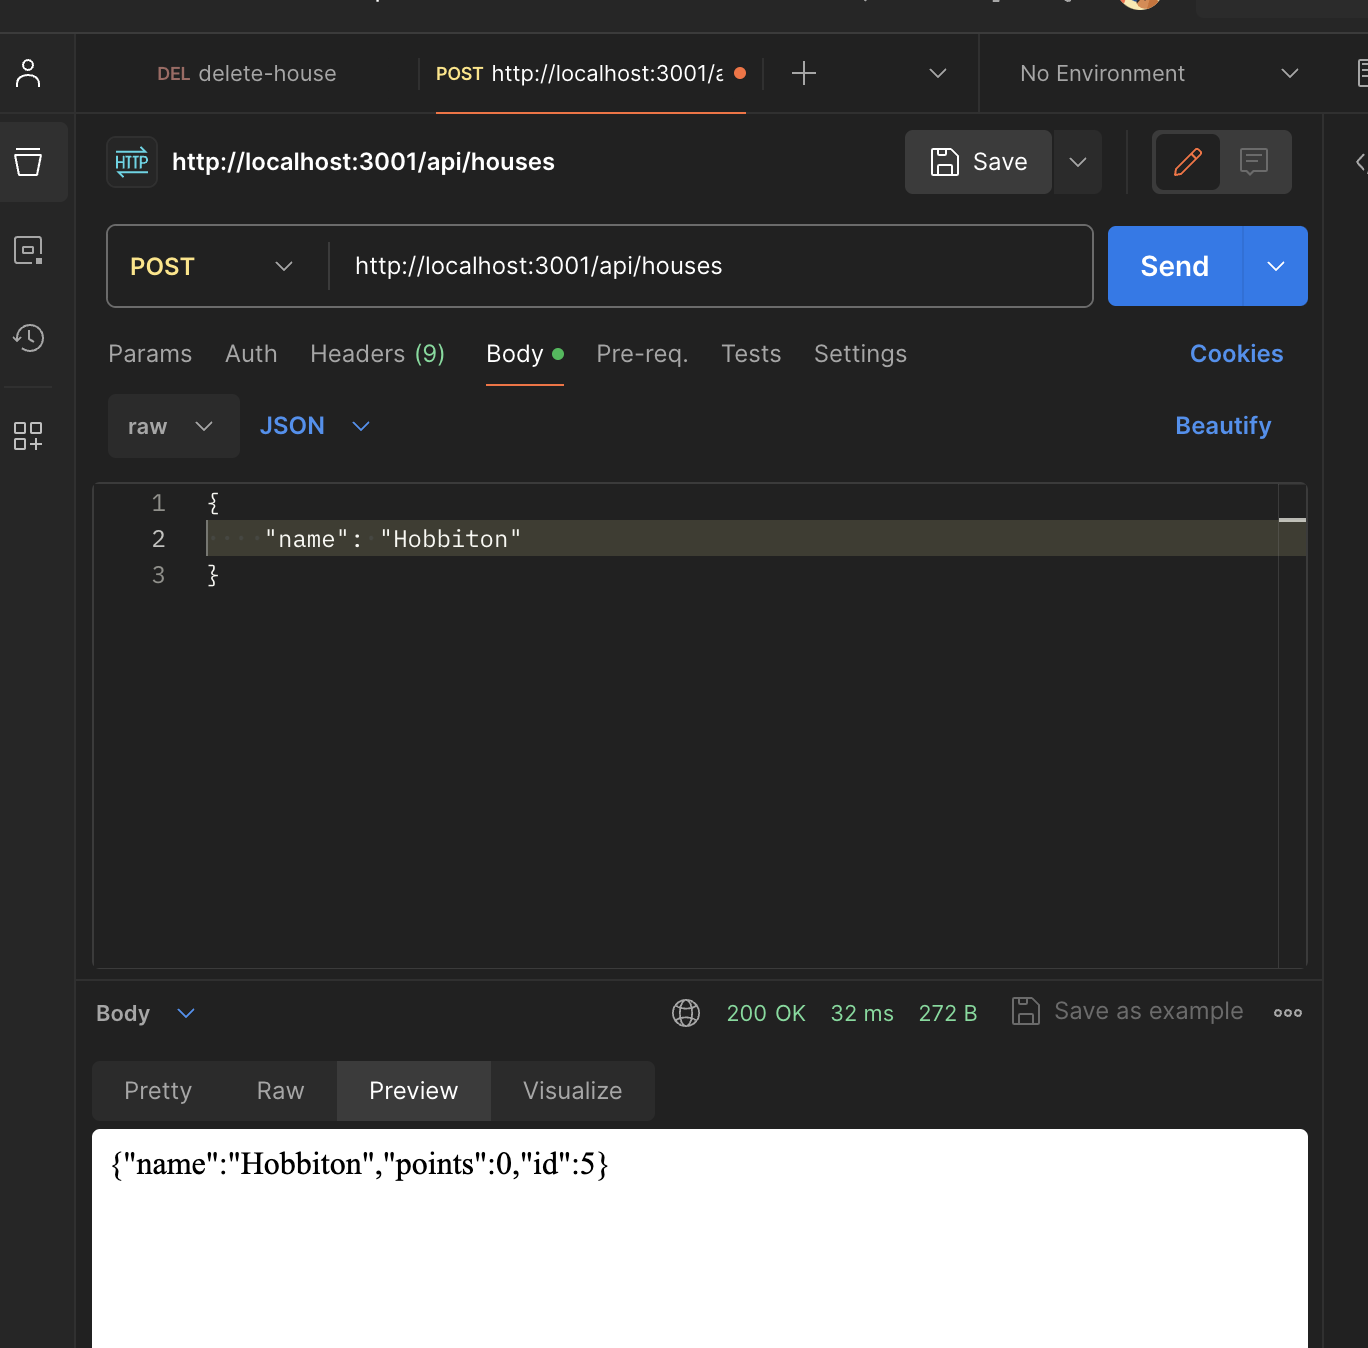 DEL delete-house
POST http://localhost:3001/a
No Environment
HTTP http://localhost:3001/api/houses
Save
POST http://localhost:3001/api/houses
Send
Params Auth Headers (9) Body Pre-req. Tests Settings Cookies
raw JSON Beautify
1 {
2 "name": "Hobbiton"
3 }
Body 200 OK 32 ms 272 B Save as example
Pretty Raw Preview Visualize
{"name":"Hobbiton","points":0,"id":5}